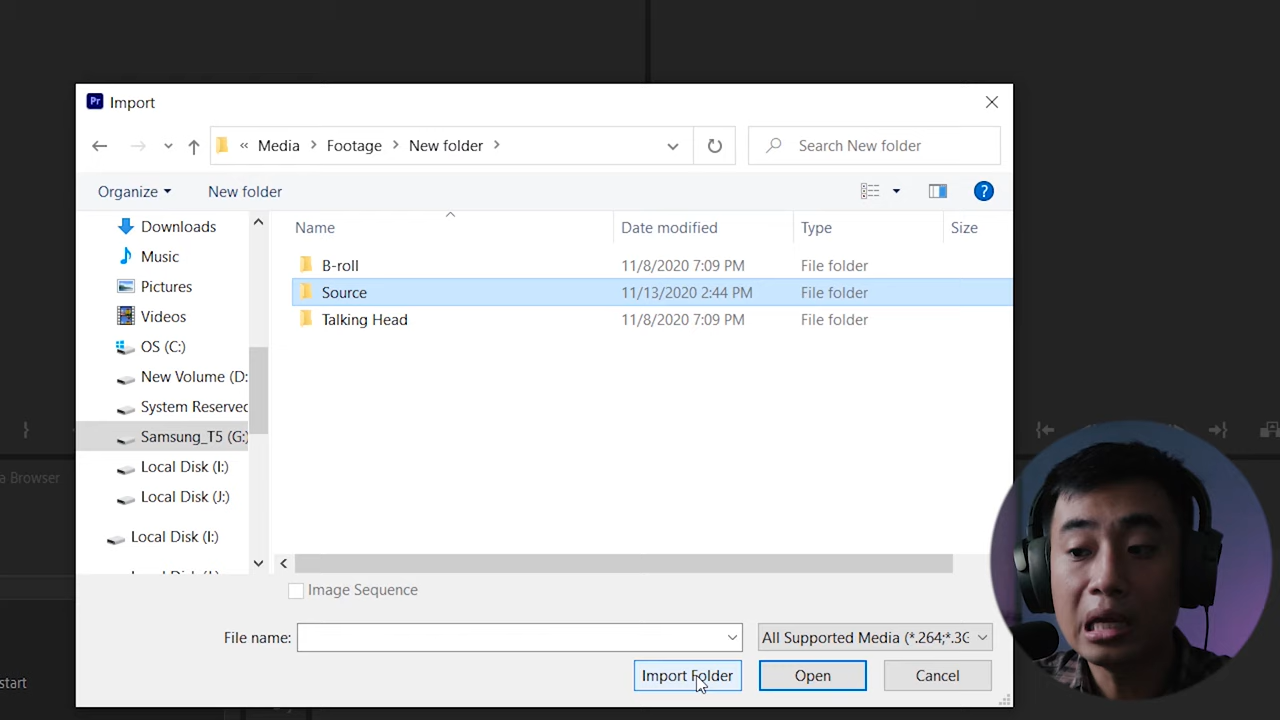 Pr Import
« Media > Footage > New folder >
Search New folder
Organize
New folder
?
Name
Date modified
Type
Size
Downloads
Music
Pictures
Videos
OS (C:)
New Volume (D:
System Reserved
Samsung_T5 (G:)
Local Disk (I:)
Local Disk (J:)
Local Disk (I:)
B-roll 11/8/2020 7:09 PM File folder
Source 11/13/2020 2:44 PM File folder
Talking Head 11/8/2020 7:09 PM File folder
Image Sequence
File name:
All Supported Media (*.264;*.3G
Import Folder
Open
Cancel
a Browser
start